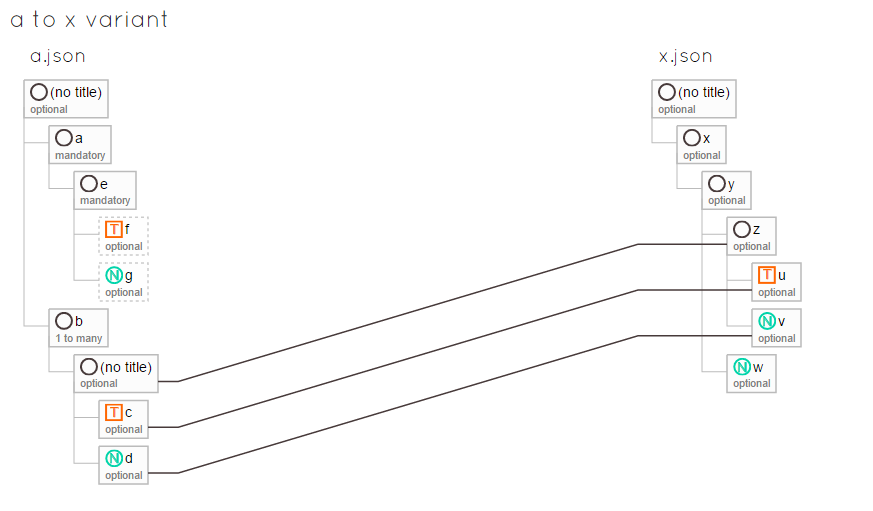 a to x variant
a.json
(no title)
optional
a
mandatory
e
mandatory
T f
optional
N g
optional
b
1 to many
(no title)
optional
T c
optional
N d
optional
x.json
(no title)
optional
x
optional
y
optional
z
optional
T u
optional
N v
optional
N w
optional